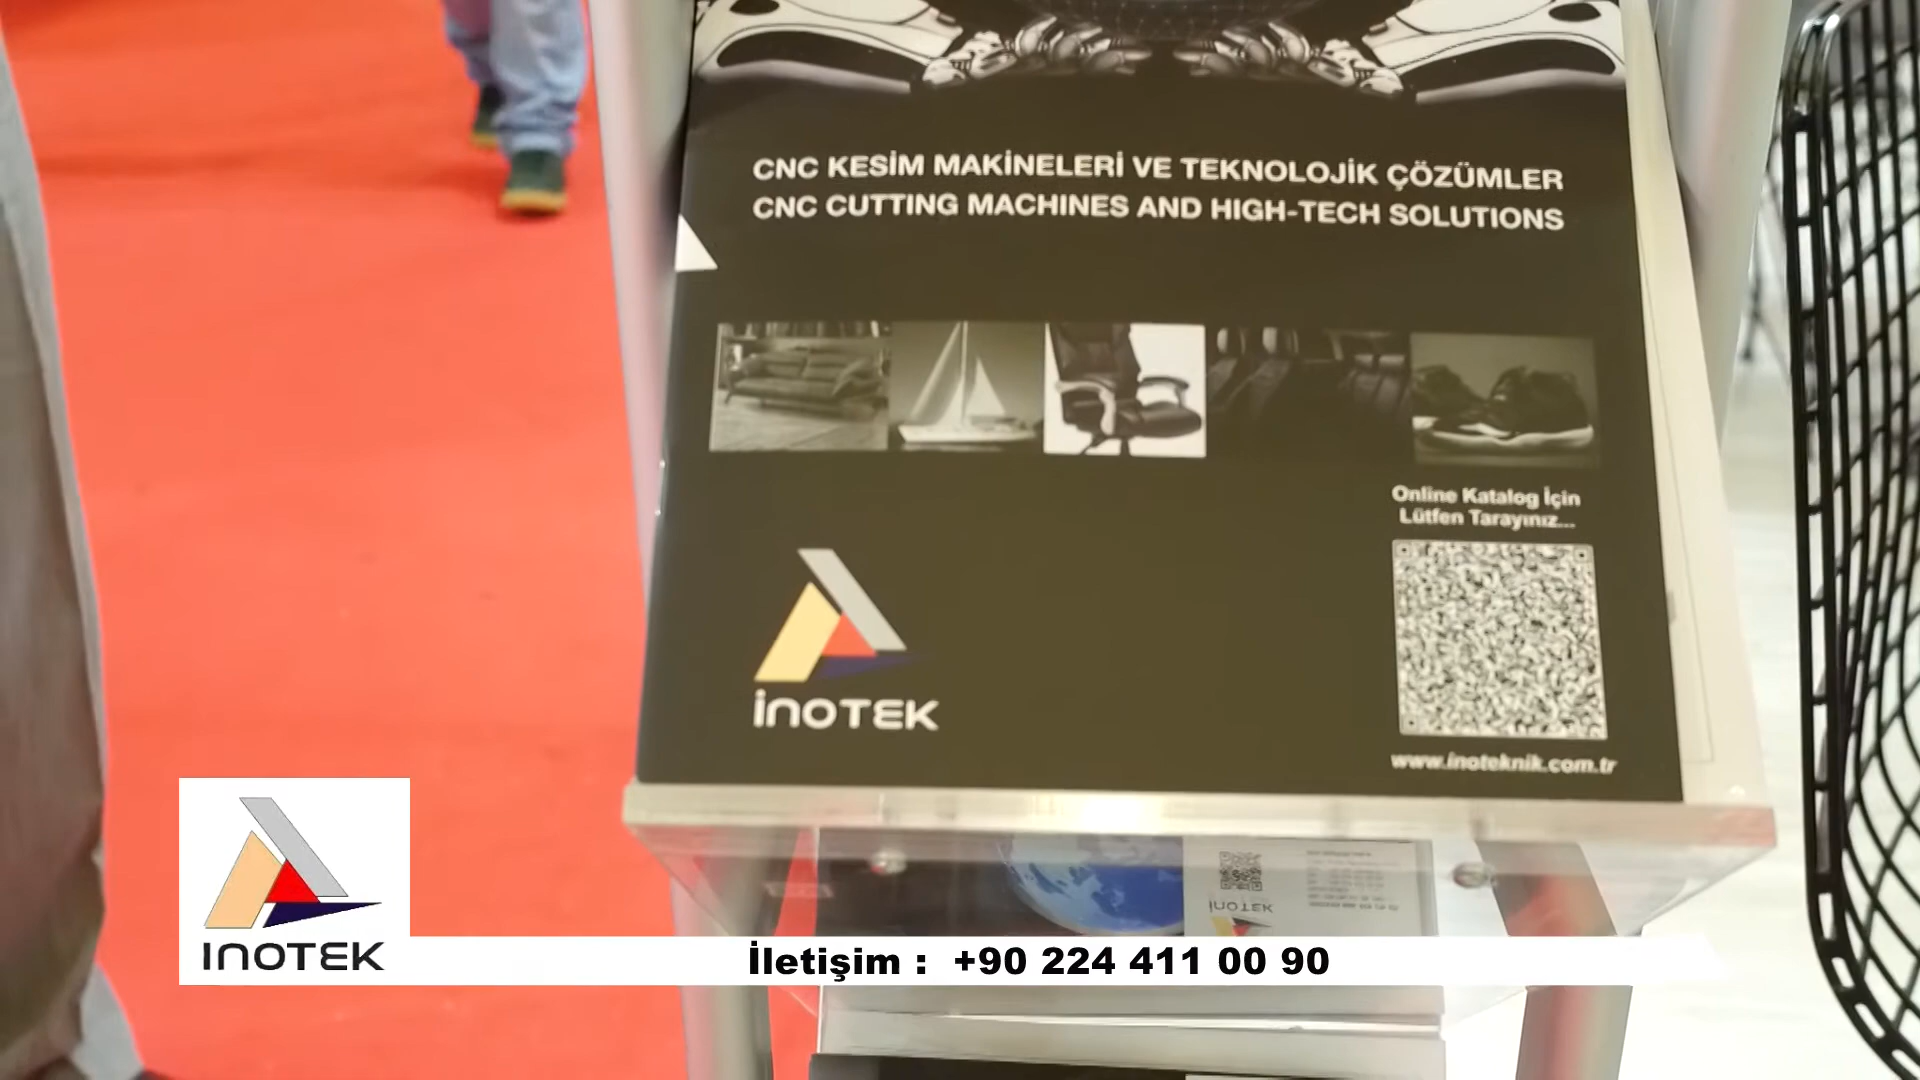 CNC KESİM MAKİNELERİ VE TEKNOLOJİK ÇÖZÜMLER
CNC CUTTING MACHINES AND HIGH-TECH SOLUTIONS
Online Katalog İçin
Lütfen Tarayınız...
İNOTEK
www.inoteknik.com.tr
İNOTEK
INOTEK
İletişim : +90 224 411 00 90